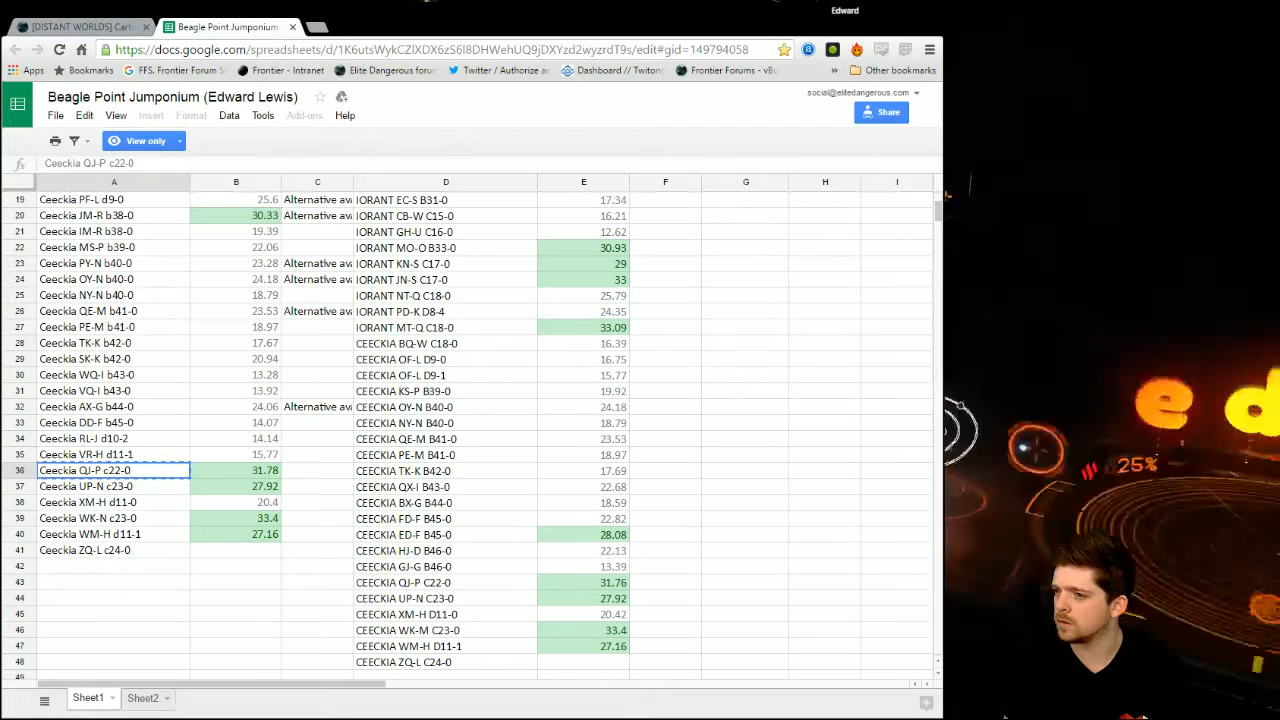 Edward
[DISTANT WORLDS] Cart
Beagle Point Jumponium
https://docs.google.com/spreadsheets/d/1K6utsWykCZlXDX6zS6l8DHWehUQ9jDXYzd2wyzrdT9s/edit#gid=149794058
Apps Bookmarks FFS. Frontier Forum S Frontier - Intranet Elite Dangerous forum Twitter / Authorize an Dashboard // Twiton Frontier Forums - vBu » Other bookmarks
Beagle Point Jumponium (Edward Lewis)
social@elitedangerous.com
File Edit View Insert Format Data Tools Add-ons Help
Share
View only
fx Ceeckia QJ-P c22-0
A B C D E F G H I
19 Ceeckia PF-L d9-0 25.6 Alternative ava IORANT EC-S B31-0 17.34
20 Ceeckia JM-R b38-0 30.33 Alternative ava IORANT CB-W C15-0 16.21
21 Ceeckia IM-R b38-0 19.39 IORANT GH-U C16-0 12.62
22 Ceeckia MS-P b39-0 22.06 IORANT MO-O B33-0 30.93
23 Ceeckia PY-N b40-0 23.28 Alternative ava IORANT KN-S C17-0 29
24 Ceeckia OY-N b40-0 24.18 Alternative ava IORANT JN-S C17-0 33
25 Ceeckia NY-N b40-0 18.79 IORANT NT-Q C18-0 25.79
26 Ceeckia QE-M b41-0 23.53 Alternative ava IORANT PD-K D8-4 24.35
27 Ceeckia PE-M b41-0 18.97 IORANT MT-Q C18-0 33.09
28 Ceeckia TK-K b42-0 17.67 CEECKIA BQ-W C18-0 16.39
29 Ceeckia SK-K b42-0 20.94 CEECKIA OF-L D9-0 16.75
30 Ceeckia WQ-I b43-0 13.28 CEECKIA OF-L D9-1 15.77
31 Ceeckia VQ-I b43-0 13.92 CEECKIA KS-P B39-0 19.92
32 Ceeckia AX-G b44-0 24.06 Alternative ava CEECKIA OY-N B40-0 24.18
33 Ceeckia DD-F b45-0 14.07 CEECKIA NY-N B40-0 18.79
34 Ceeckia RL-J d10-2 14.14 CEECKIA QE-M B41-0 23.53
35 Ceeckia VR-H d11-1 15.77 CEECKIA PE-M B41-0 18.97
36 Ceeckia QJ-P c22-0 31.78 CEECKIA TK-K B42-0 17.69
37 Ceeckia UP-N c23-0 27.92 CEECKIA QX-I B43-0 22.68
38 Ceeckia XM-H d11-0 20.4 CEECKIA BX-G B44-0 18.59
39 Ceeckia WK-N c23-0 33.4 CEECKIA FD-F B45-0 22.82
40 Ceeckia WM-H d11-1 27.16 CEECKIA ED-F B45-0 28.08
41 Ceeckia ZQ-L c24-0 CEECKIA HJ-D B46-0 22.13
42 CEECKIA GJ-G B46-0 13.39
43 CEECKIA QJ-P C22-0 31.76
44 CEECKIA UP-N C23-0 27.92
45 CEECKIA XM-H D11-0 20.42
46 CEECKIA WK-M C23-0 33.4
47 CEECKIA WM-H D11-1 27.16
48 CEECKIA ZQ-L C24-0
49
Sheet1 Sheet2
ed
25%